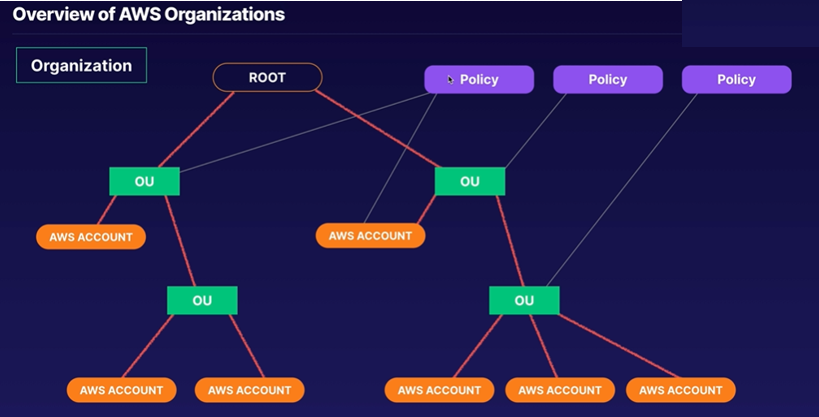 Overview of AWS Organizations
Organization
ROOT
Policy
Policy
Policy
OU
OU
AWS ACCOUNT
AWS ACCOUNT
OU
OU
AWS ACCOUNT
AWS ACCOUNT
AWS ACCOUNT
AWS ACCOUNT
AWS ACCOUNT